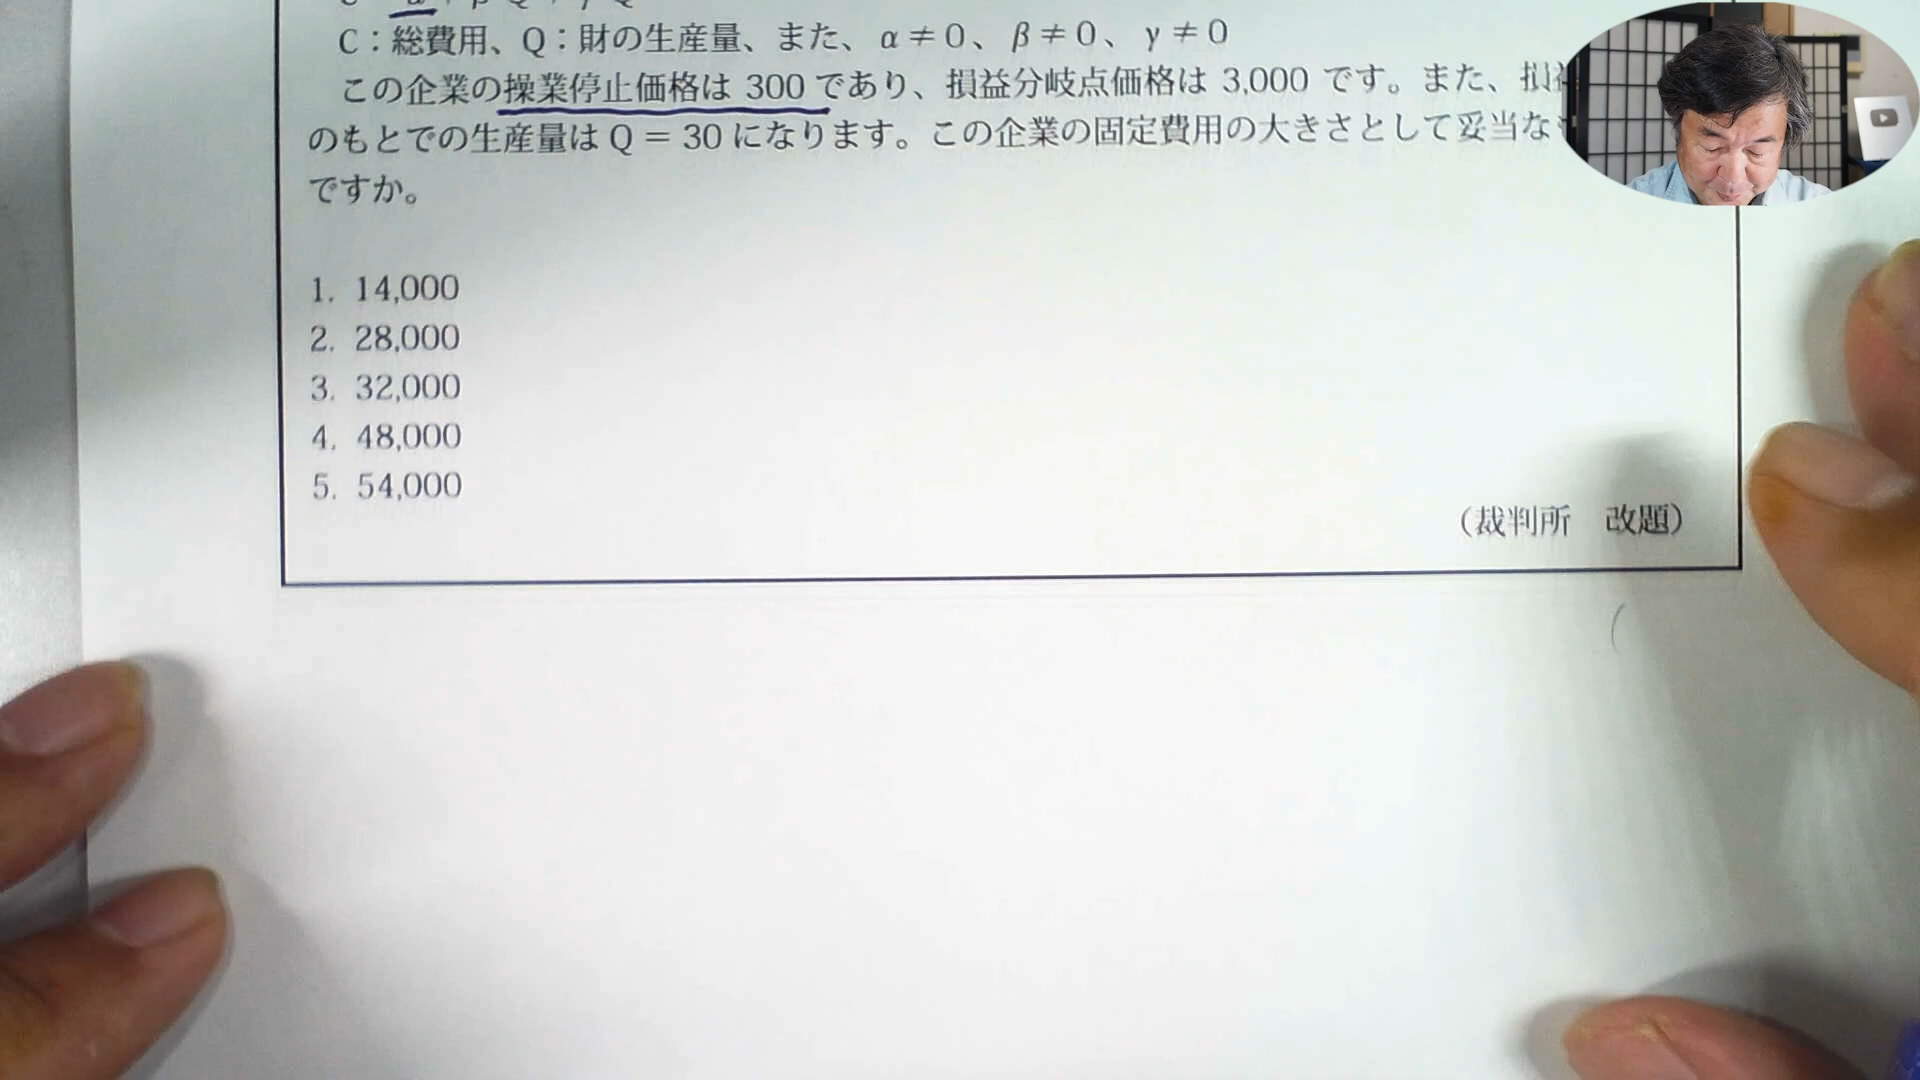 C：総費用、Q：財の生産量、また、α≠0、β≠0、γ≠0
この企業の操業停止価格は 300 であり、損益分岐点価格は 3,000 です。また、損
のもとでの生産量は Q = 30 になります。この企業の固定費用の大きさとして妥当な
ですか。
1. 14,000
2. 28,000
3. 32,000
4. 48,000
5. 54,000
（裁判所　改題）